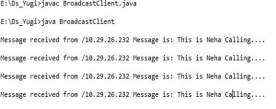 E:\Ds_Yugi>javac BroadcastClient.java
E:\Ds_Yugi>java BroadcastClient
Message received from /10.29.26.232 Message is: This is Neha Calling....
Message received from /10.29.26.232 Message is: This is Neha Calling....
Message received from /10.29.26.232 Message is: This is Neha Calling....
Message received from /10.29.26.232 Message is: This is Neha Calling....